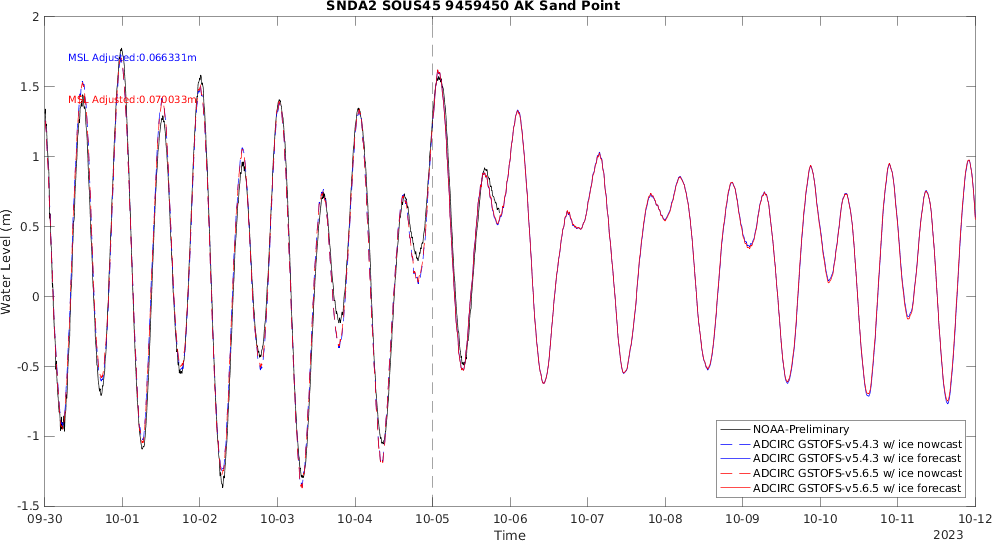 SNDA2 SOUS45 9459450 AK Sand Point
2
1.5
1
0.5
0
-0.5
-1
-1.5
Water Level (m)
MSL Adjusted:0.066331m
MSL Adjusted:0.070033m
NOAA-Preliminary
ADCIRC GSTOFS-v5.4.3 w/ ice nowcast
ADCIRC GSTOFS-v5.4.3 w/ ice forecast
ADCIRC GSTOFS-v5.6.5 w/ ice nowcast
ADCIRC GSTOFS-v5.6.5 w/ ice forecast
09-30 10-01 10-02 10-03 10-04 10-05 10-06 10-07 10-08 10-09 10-10 10-11 10-12
Time
2023